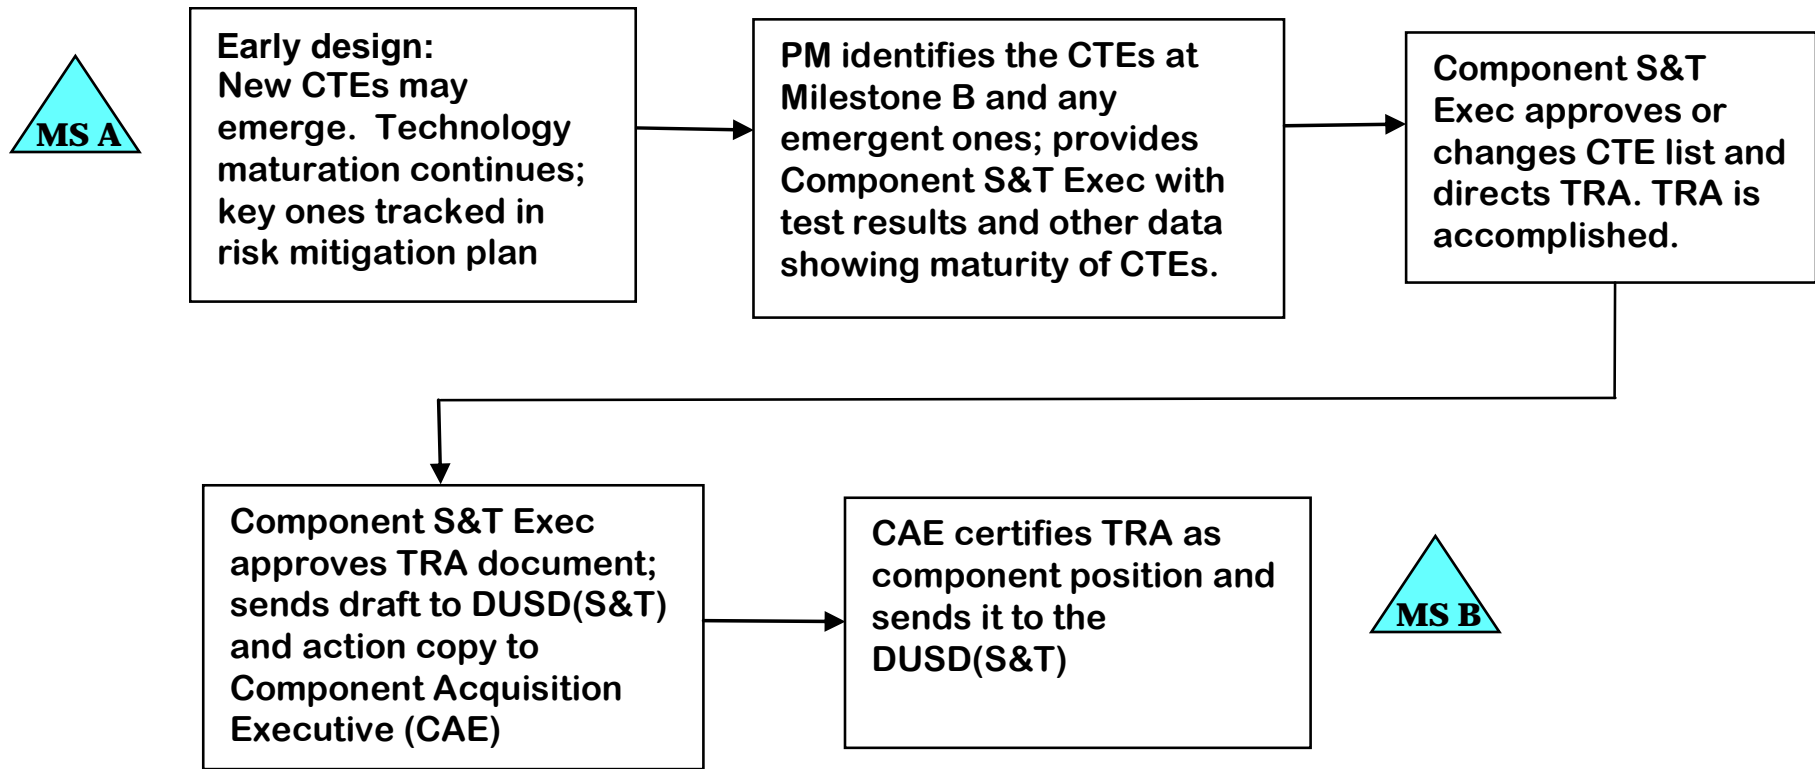 MS A
Early design:
New CTEs may
emerge.  Technology
maturation continues;
key ones tracked in
risk mitigation plan
PM identifies the CTEs at
Milestone B and any
emergent ones; provides
Component S&T Exec with
test results and other data
showing maturity of CTEs.
Component S&T
Exec approves or
changes CTE list and
directs TRA. TRA is
accomplished.
Component S&T Exec
approves TRA document;
sends draft to DUSD(S&T)
and action copy to
Component Acquisition
Executive (CAE)
CAE certifies TRA as
component position and
sends it to the
DUSD(S&T)
MS B